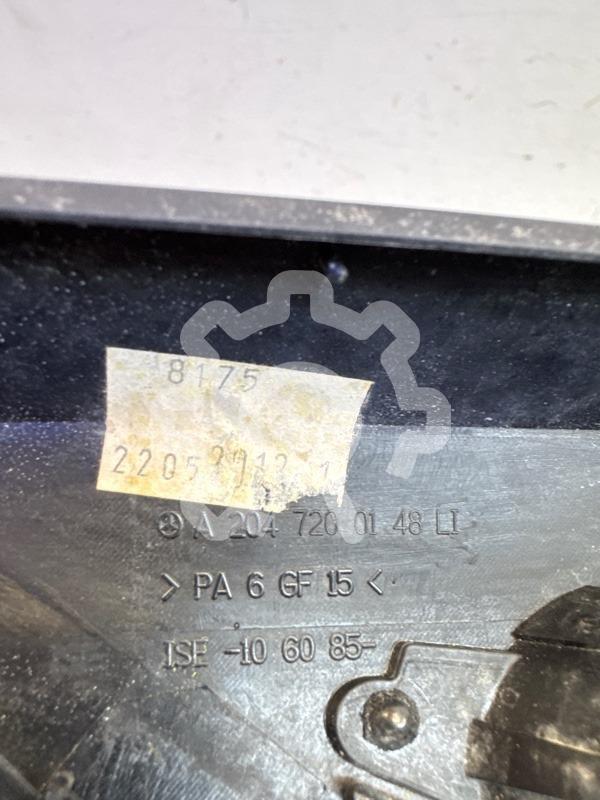 8175
A 204 720 01 48 LI
> PA 6 GF 15 <
ISE -10 60 85-